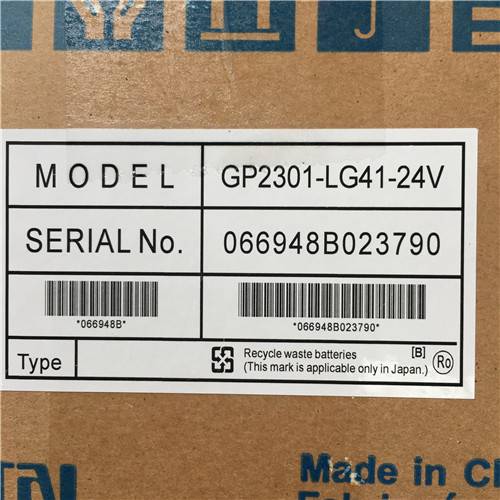 MODEL GP2301-LG41-24V
SERIAL No. 066948B023790
*066948B* *066948B023790*
Type Recycle waste batteries [B] Ro
(This mark is applicable only in Japan.)
Made in